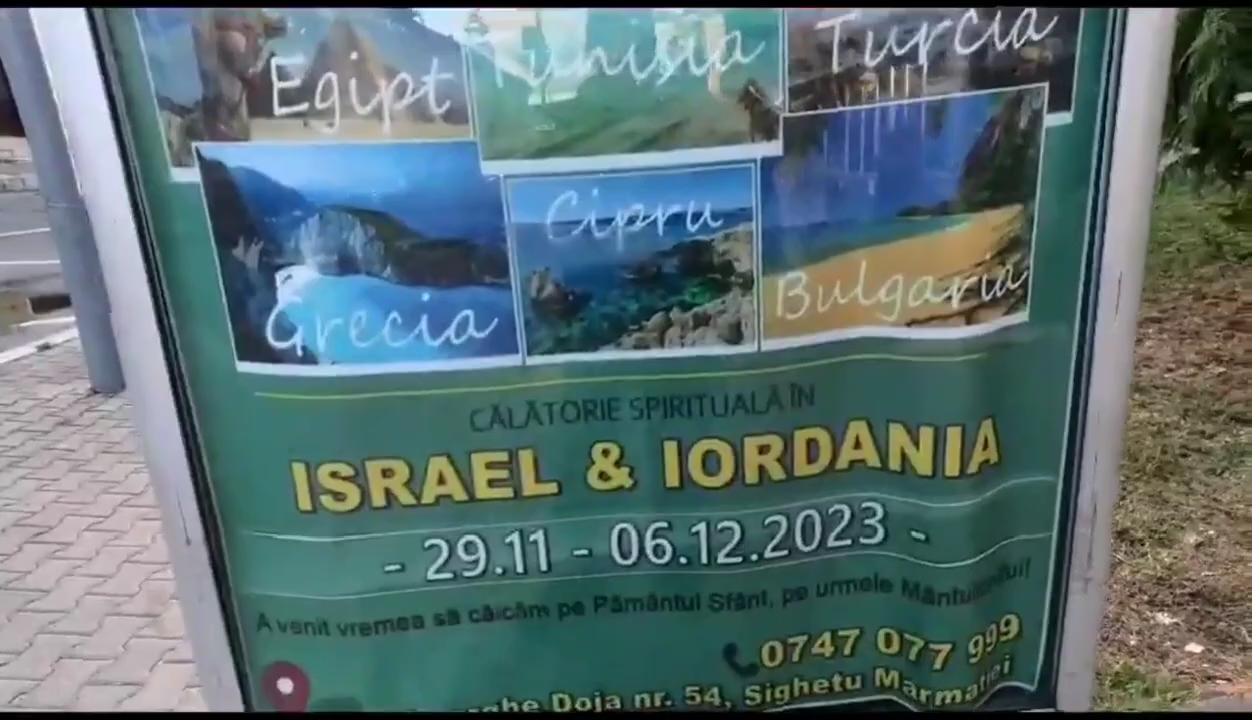 Egipt
Tunisia
Turcia
Grecia
Cipru
Bulgaria
CĂLĂTORIE SPIRITUALĂ ÎN
ISRAEL & IORDANIA
- 29.11 - 06.12.2023 -
A venit vremea să călcăm pe Pământul Sfânt, pe urmele Mântuitorului!
0747 077 999
Doja nr. 54, Sighetu Marmației